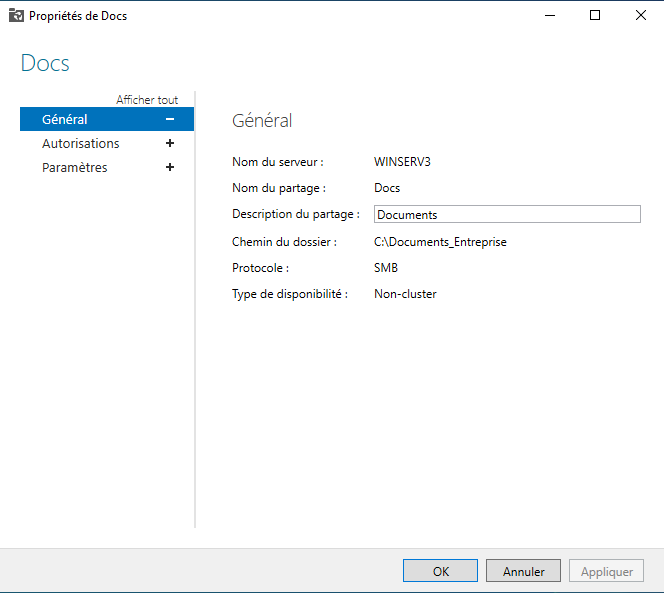 Propriétés de Docs
Docs
Afficher tout
Général
Autorisations
Paramètres
Général
Nom du serveur : WINSERV3
Nom du partage : Docs
Description du partage : Documents
Chemin du dossier : C:\Documents_Entreprise
Protocole : SMB
Type de disponibilité : Non-cluster
OK Annuler Appliquer